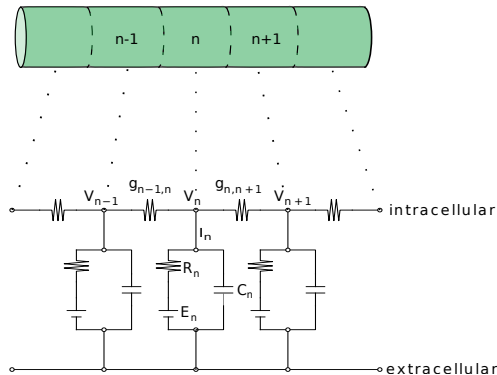 n-1 n n+1
g_{n-1,n} g_{n,n+1}
V_{n-1} V_n V_{n+1}
intracellular
I_n
R_n
C_n
E_n
extracellular